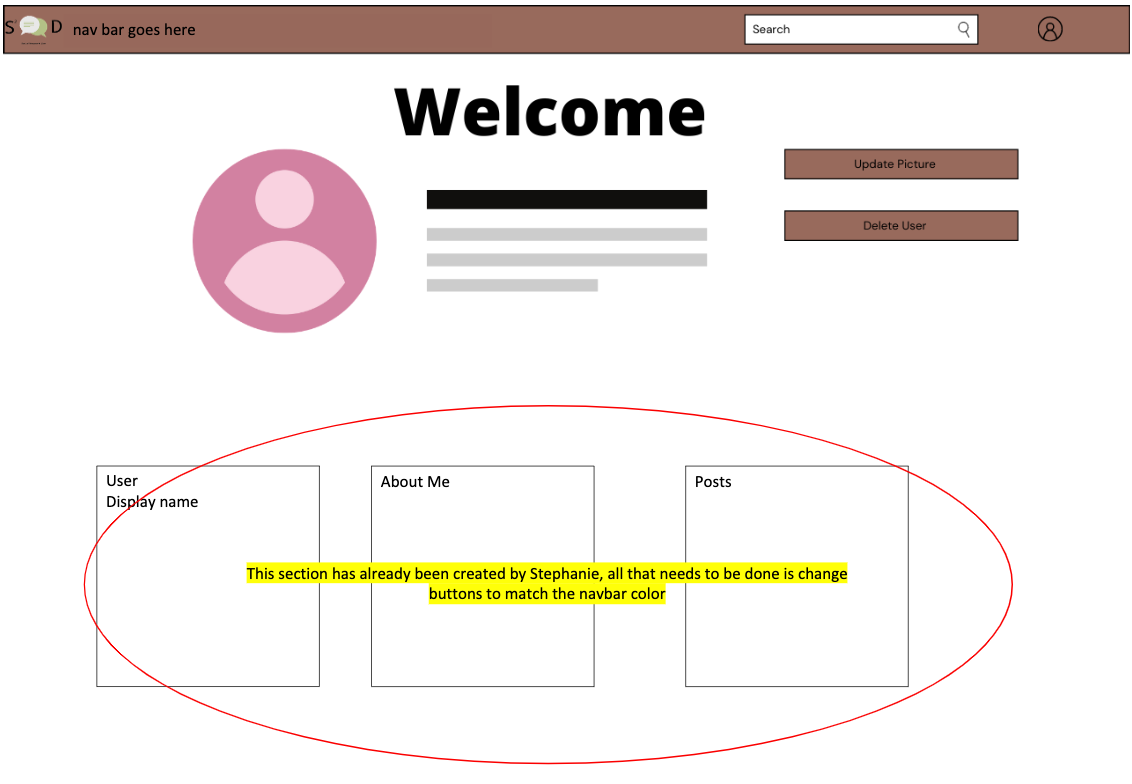 S D nav bar goes here
Search
Welcome
Update Picture
Delete User
User
Display name
About Me
Posts
This section has already been created by Stephanie, all that needs to be done is change
buttons to match the navbar color